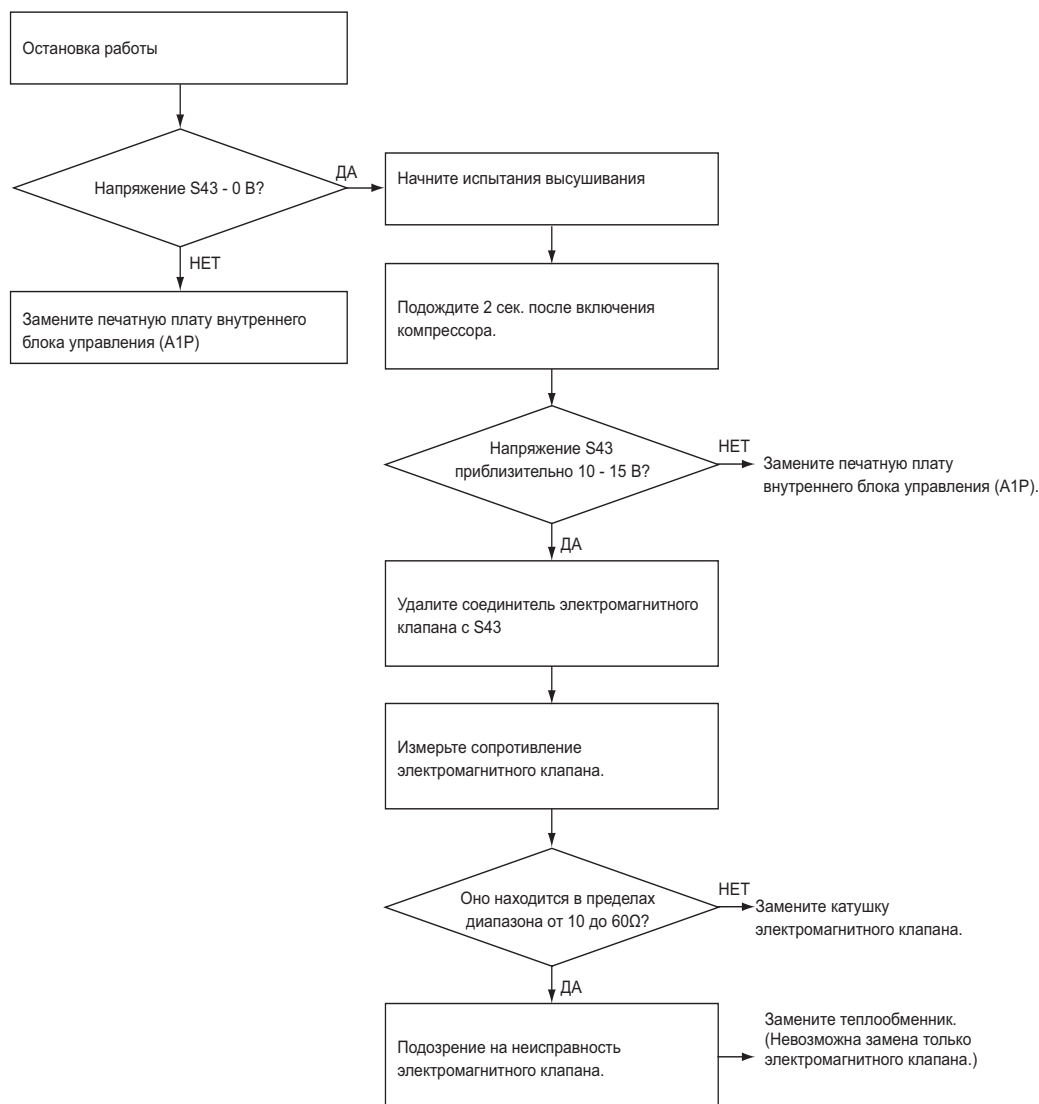 Остановка работы
Напряжение S43 - 0 В?
ДА
Начните испытания высушивания
НЕТ
Замените печатную плату внутреннего
блока управления (A1P)
Подождите 2 сек. после включения
компрессора.
Напряжение S43
приблизительно 10 - 15 В?
НЕТ
Замените печатную плату
внутреннего блока управления (A1P).
ДА
Удалите соединитель электромагнитного
клапана с S43
Измерьте сопротивление
электромагнитного клапана.
Оно находится в пределах
диапазона от 10 до 60Ω?
НЕТ
Замените катушку
электромагнитного клапана.
ДА
Подозрение на неисправность
электромагнитного клапана.
Замените теплообменник.
(Невозможна замена только
электромагнитного клапана.)